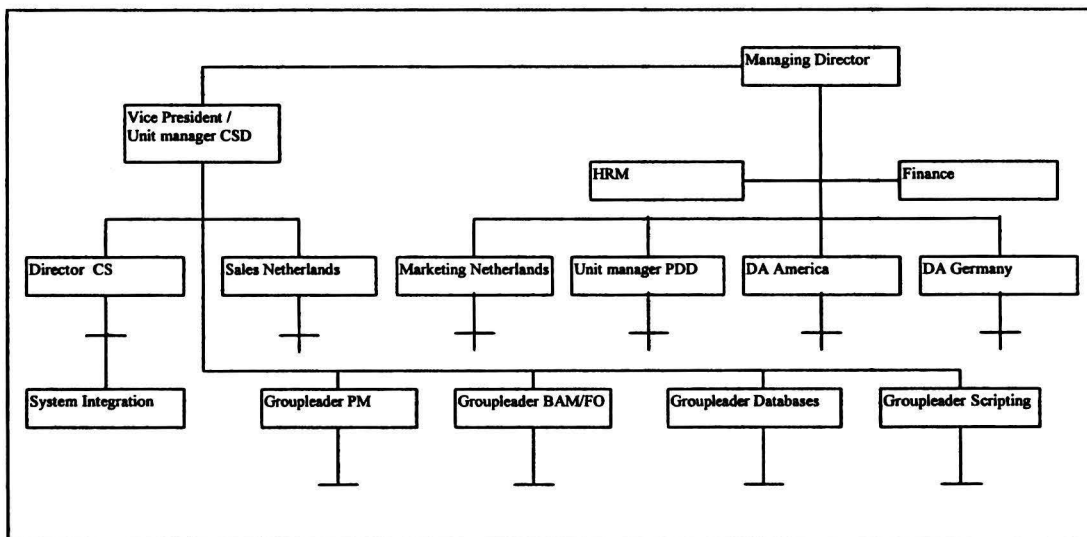 Managing Director
Vice President /
Unit manager CSD
HRM
Finance
Director CS
Sales Netherlands
Marketing Netherlands
Unit manager PDD
DA America
DA Germany
System Integration
Groupleader PM
Groupleader BAM/FO
Groupleader Databases
Groupleader Scripting